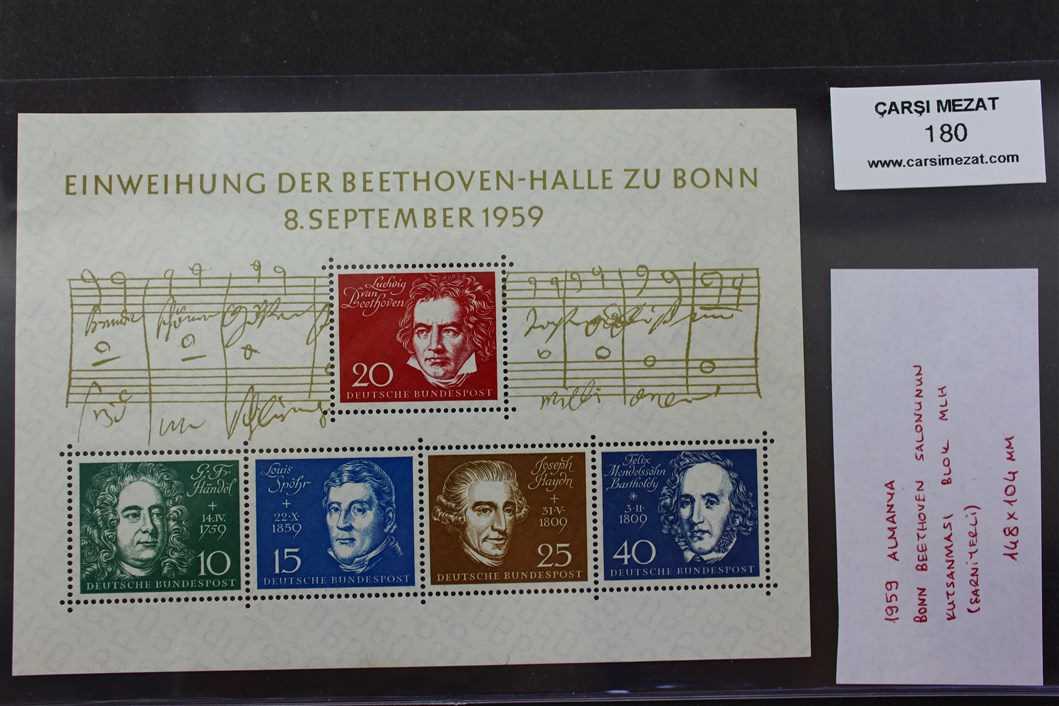 EINWEIHUNG DER BEETHOVEN-HALLE ZU BONN
8. SEPTEMBER 1959
Ludwig
van
Beethoven
20
DEUTSCHE BUNDESPOST
G. Fr.
Händel
+
14·IV·
1759
10
DEUTSCHE BUNDESPOST
Louis
Spohr
+
22·X·
1859
15
DEUTSCHE BUNDESPOST
Joseph
Haydn
+
31·V·
1809
25
DEUTSCHE BUNDESPOST
Felix
Mendelssohn
Bartholdy
*
3·II·
1809
40
DEUTSCHE BUNDESPOST
ÇARŞI MEZAT
180
www.carsimezat.com
1959 ALMANYA
BONN BEETHOVEN SALONUNUN
KUTSANMASI BLOK MLH
(ŞARNİYERLİ)
148 x 104 MM